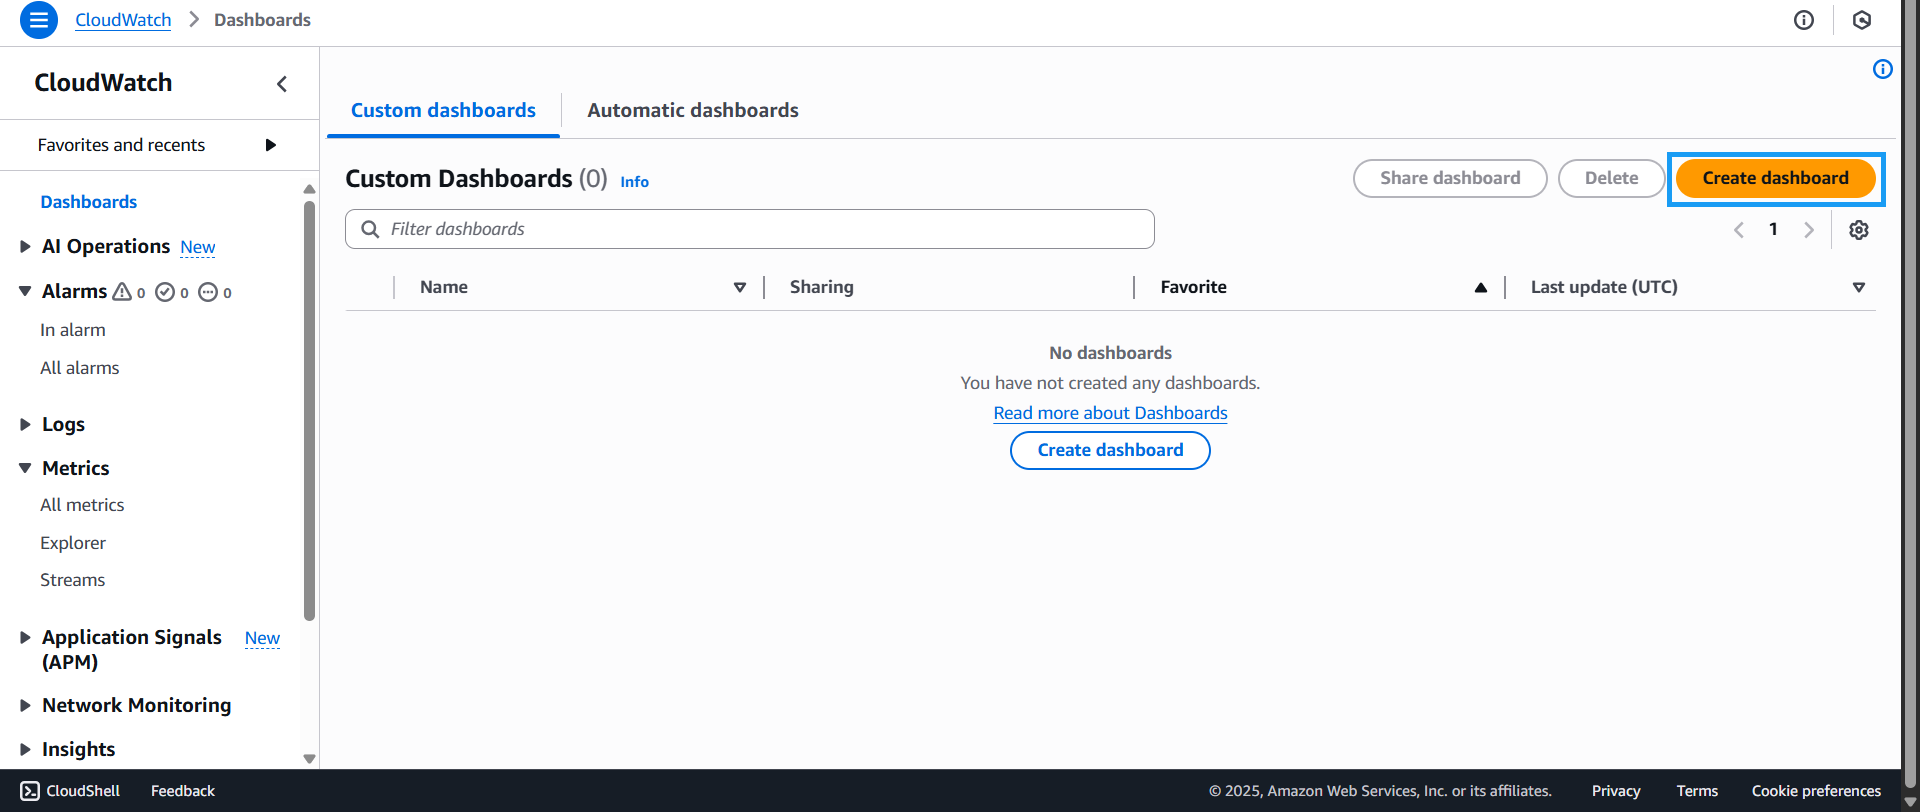 CloudWatch > Dashboards
CloudWatch
Favorites and recents
Dashboards
AI Operations New
Alarms 0 0 0
In alarm
All alarms
Logs
Metrics
All metrics
Explorer
Streams
Application Signals New
(APM)
Network Monitoring
Insights
Custom dashboards Automatic dashboards
Custom Dashboards (0) Info
Share dashboard Delete Create dashboard
Filter dashboards
1
Name Sharing Favorite Last update (UTC)
No dashboards
You have not created any dashboards.
Read more about Dashboards
Create dashboard
CloudShell Feedback © 2025, Amazon Web Services, Inc. or its affiliates. Privacy Terms Cookie preferences